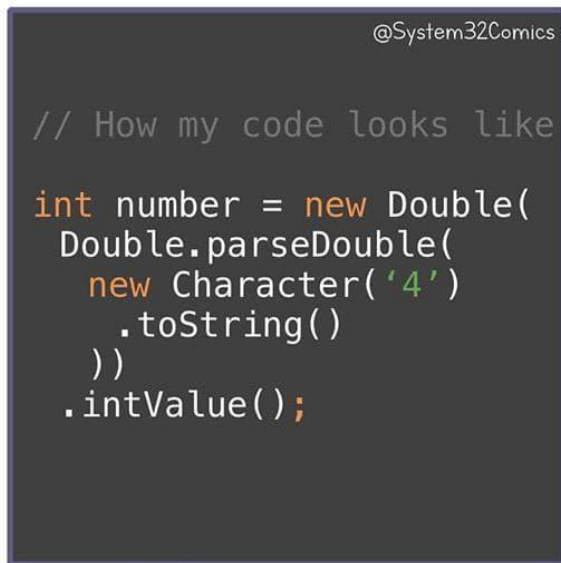 @System32Comics
// How my code looks like
int number = new Double(
Double.parseDouble(
new Character(‘4’)
.toString()
))
.intValue();